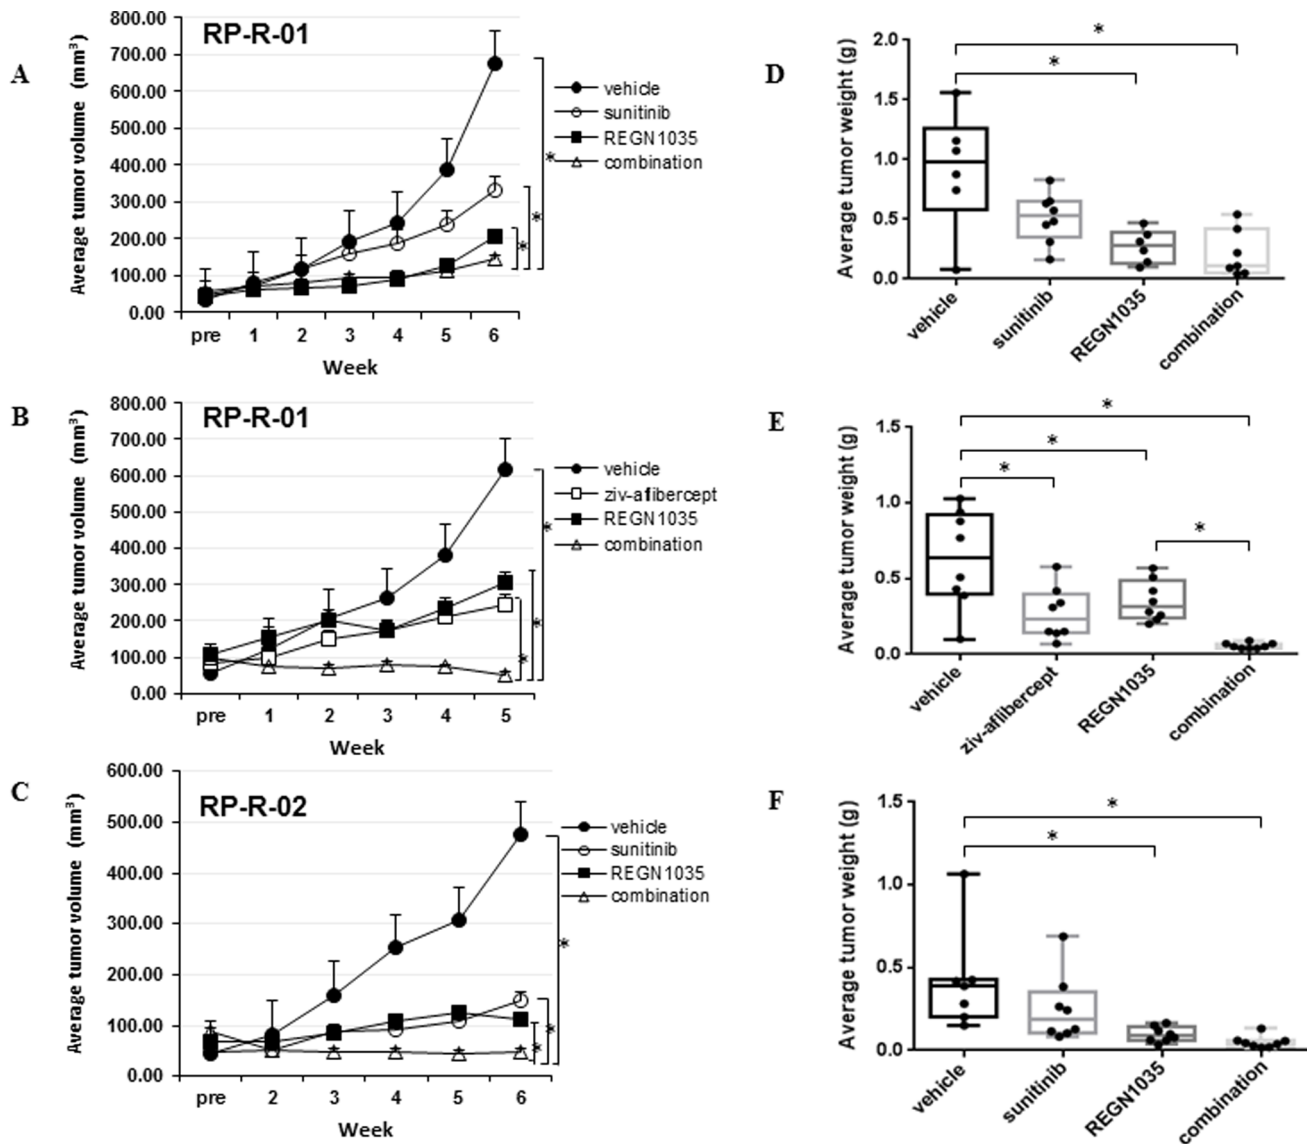 A
RP-R-01
Average tumor volume (mm³)
800.00
700.00
600.00
500.00
400.00
300.00
200.00
100.00
0.00
pre 1 2 3 4 5 6
Week
vehicle
sunitinib
REGN1035
combination
*
*
*
D
Average tumor weight (g)
2.0
1.5
1.0
0.5
0.0
*
*
vehicle
sunitinib
REGN1035
combination
B
RP-R-01
Average tumor volume (mm³)
800.00
700.00
600.00
500.00
400.00
300.00
200.00
100.00
0.00
pre 1 2 3 4 5
Week
vehicle
ziv-aflibercept
REGN1035
combination
*
*
*
E
Average tumor weight (g)
1.5
1.0
0.5
0.0
*
*
*
*
vehicle
ziv-aflibercept
REGN1035
combination
C
RP-R-02
Average tumor volume (mm³)
600.00
500.00
400.00
300.00
200.00
100.00
0.00
pre 2 3 4 5 6
Week
vehicle
sunitinib
REGN1035
combination
*
*
*
F
Average tumor weight (g)
1.5
1.0
0.5
0.0
*
*
vehicle
sunitinib
REGN1035
combination